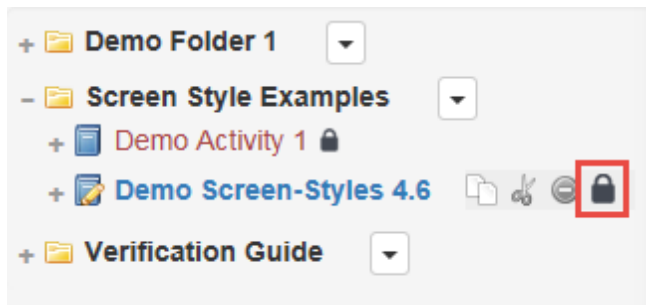 Demo Folder 1
Screen Style Examples
Demo Activity 1
Demo Screen-Styles 4.6
Verification Guide